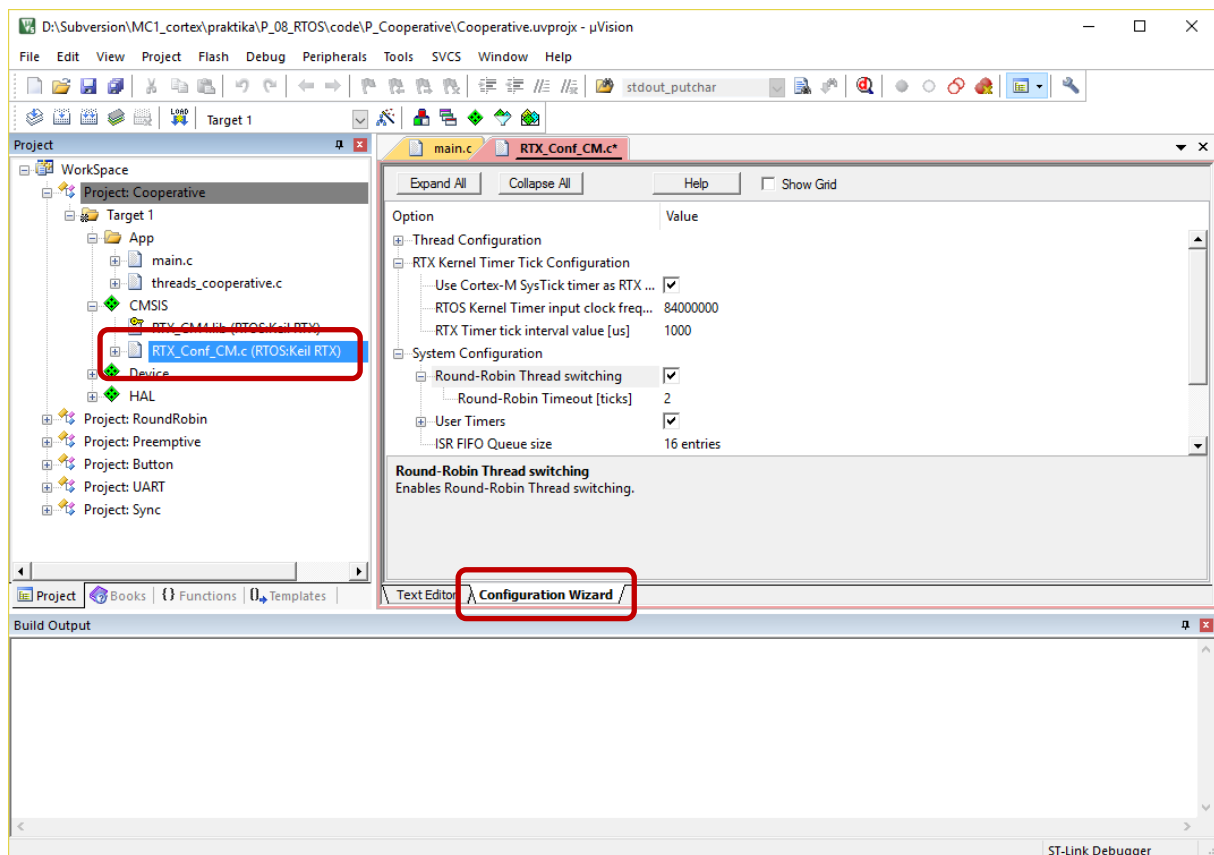 D:\Subversion\MC1_cortex\praktika\P_08_RTOS\code\P_Cooperative\Cooperative.uvprojx - µVision
File Edit View Project Flash Debug Peripherals Tools SVCS Window Help
stdout_putchar
LOAD Target 1
Project
main.c RTX_Conf_CM.c*
WorkSpace
Project: Cooperative
Target 1
App
main.c
threads_cooperative.c
CMSIS
RTX_CM4.lib (RTOS:Keil RTX)
RTX_Conf_CM.c (RTOS:Keil RTX)
Device
HAL
Project: RoundRobin
Project: Preemptive
Project: Button
Project: UART
Project: Sync
Expand All Collapse All Help Show Grid
Option Value
Thread Configuration
RTX Kernel Timer Tick Configuration
Use Cortex-M SysTick timer as RTX ...
RTOS Kernel Timer input clock freq... 84000000
RTX Timer tick interval value [us] 1000
System Configuration
Round-Robin Thread switching
Round-Robin Timeout [ticks] 2
User Timers
ISR FIFO Queue size 16 entries
Round-Robin Thread switching
Enables Round-Robin Thread switching.
Project Books {} Functions 0 Templates
Text Editor Configuration Wizard
Build Output
ST-Link Debugger